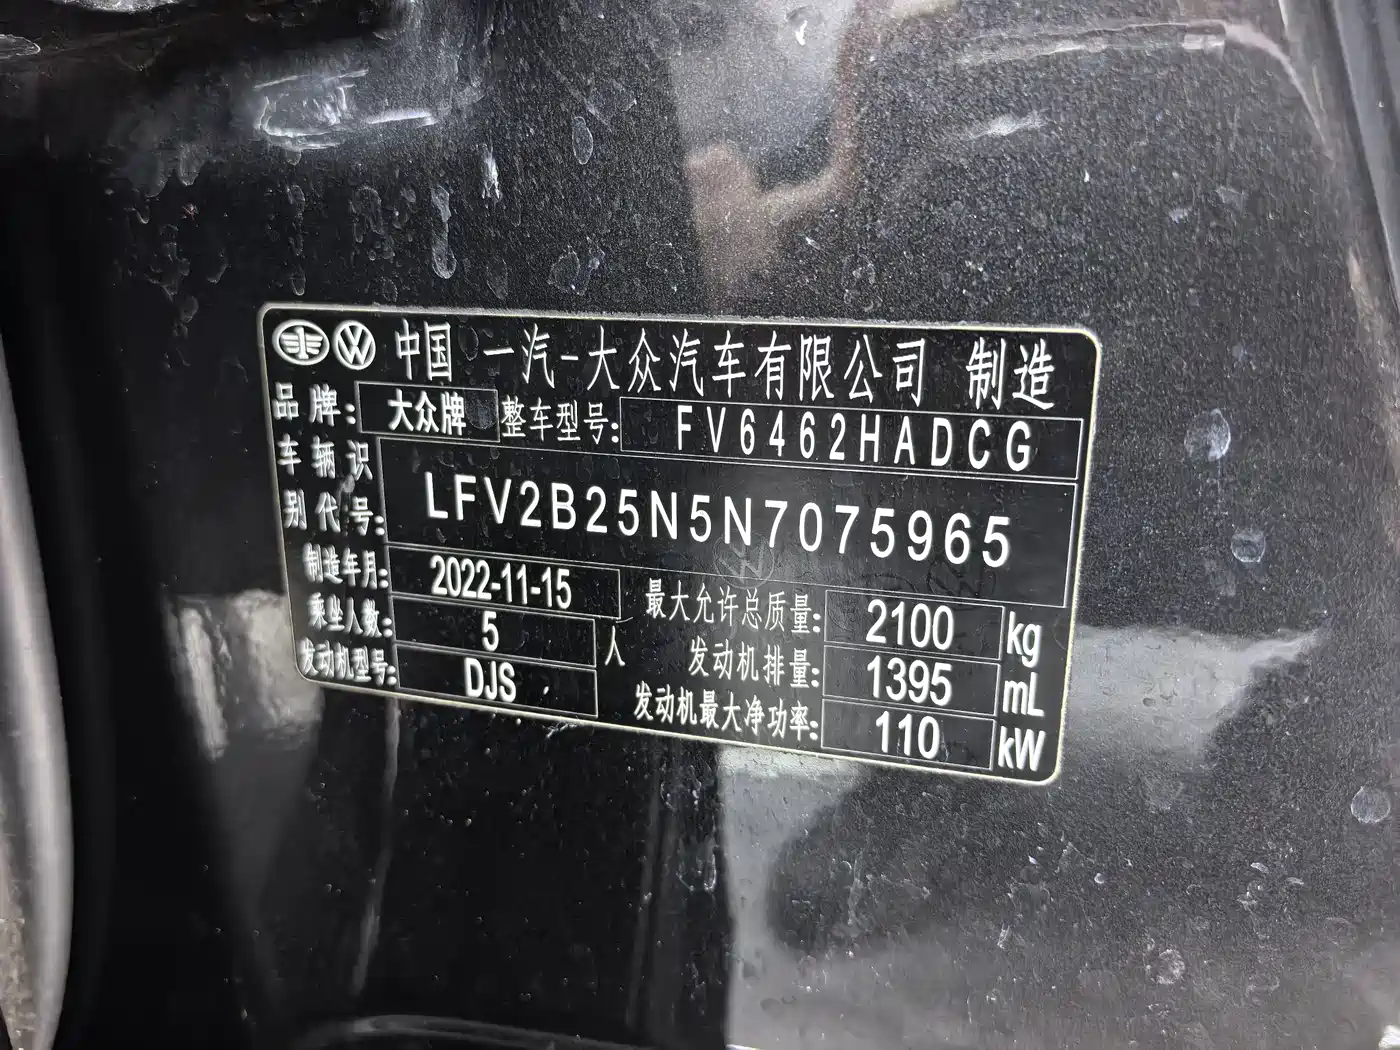 中国 一汽-大众汽车有限公司 制造
品牌: 大众牌 整车型号: FV6462HADCG
车辆识别代号: LFV2B25N5N7075965
制造年月: 2022-11-15 最大允许总质量: 2100 kg
乘坐人数: 5 人 发动机排量: 1395 mL
发动机型号: DJS 发动机最大净功率: 110 kW